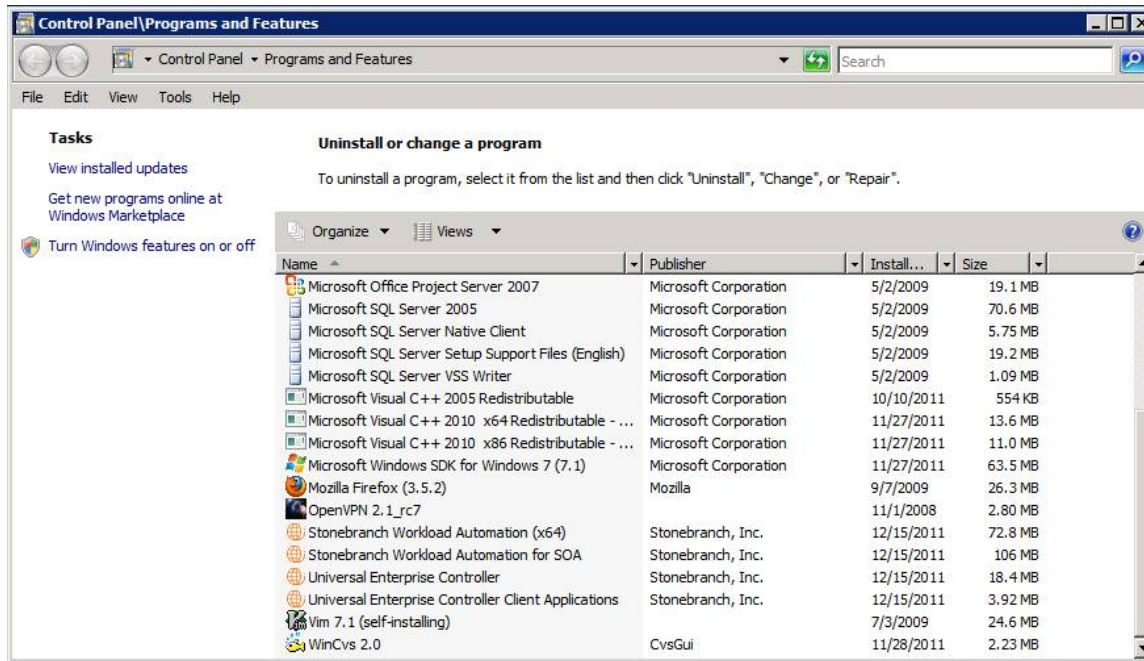 Control Panel\Programs and Features
Control Panel Programs and Features
Search
File Edit View Tools Help
Tasks
View installed updates
Get new programs online at
Windows Marketplace
Turn Windows features on or off
Uninstall or change a program
To uninstall a program, select it from the list and then click "Uninstall", "Change", or "Repair".
Organize Views
Name Publisher Install... Size
Microsoft Office Project Server 2007 Microsoft Corporation 5/2/2009 19.1 MB
Microsoft SQL Server 2005 Microsoft Corporation 5/2/2009 70.6 MB
Microsoft SQL Server Native Client Microsoft Corporation 5/2/2009 5.75 MB
Microsoft SQL Server Setup Support Files (English) Microsoft Corporation 5/2/2009 19.2 MB
Microsoft SQL Server VSS Writer Microsoft Corporation 5/2/2009 1.09 MB
Microsoft Visual C++ 2005 Redistributable Microsoft Corporation 10/10/2011 554 KB
Microsoft Visual C++ 2010 x64 Redistributable - ... Microsoft Corporation 11/27/2011 13.6 MB
Microsoft Visual C++ 2010 x86 Redistributable - ... Microsoft Corporation 11/27/2011 11.0 MB
Microsoft Windows SDK for Windows 7 (7.1) Microsoft Corporation 11/27/2011 63.5 MB
Mozilla Firefox (3.5.2) Mozilla 9/7/2009 26.3 MB
OpenVPN 2.1_rc7 11/1/2008 2.80 MB
Stonebranch Workload Automation (x64) Stonebranch, Inc. 12/15/2011 72.8 MB
Stonebranch Workload Automation for SOA Stonebranch, Inc. 12/15/2011 106 MB
Universal Enterprise Controller Stonebranch, Inc. 12/15/2011 18.4 MB
Universal Enterprise Controller Client Applications Stonebranch, Inc. 12/15/2011 3.92 MB
Vim 7.1 (self-installing) 7/3/2009 24.6 MB
WinCvs 2.0 CvsGui 11/28/2011 2.23 MB